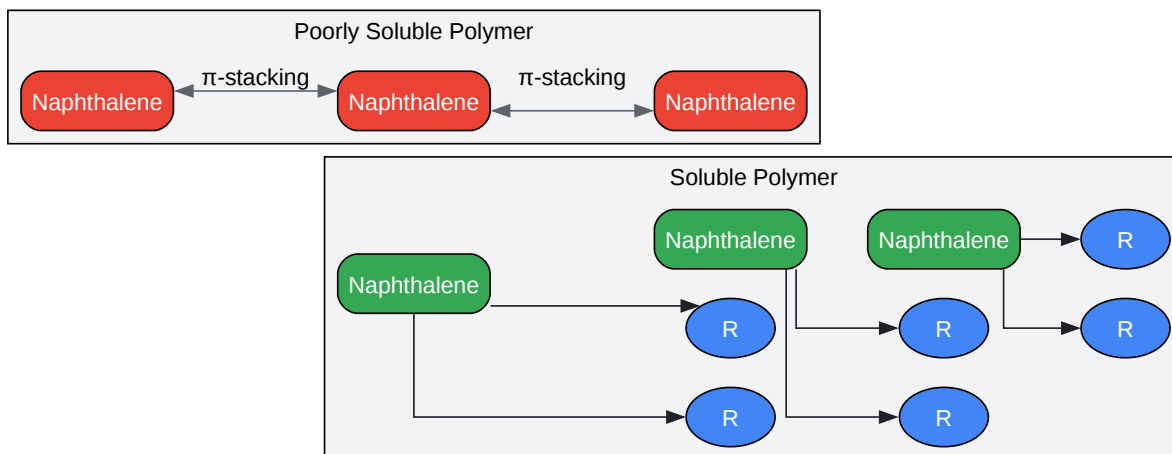 Poorly Soluble Polymer
Naphthalene
π-stacking
Naphthalene
π-stacking
Naphthalene
Soluble Polymer
Naphthalene
Naphthalene
R
Naphthalene
R
R
R
R
R